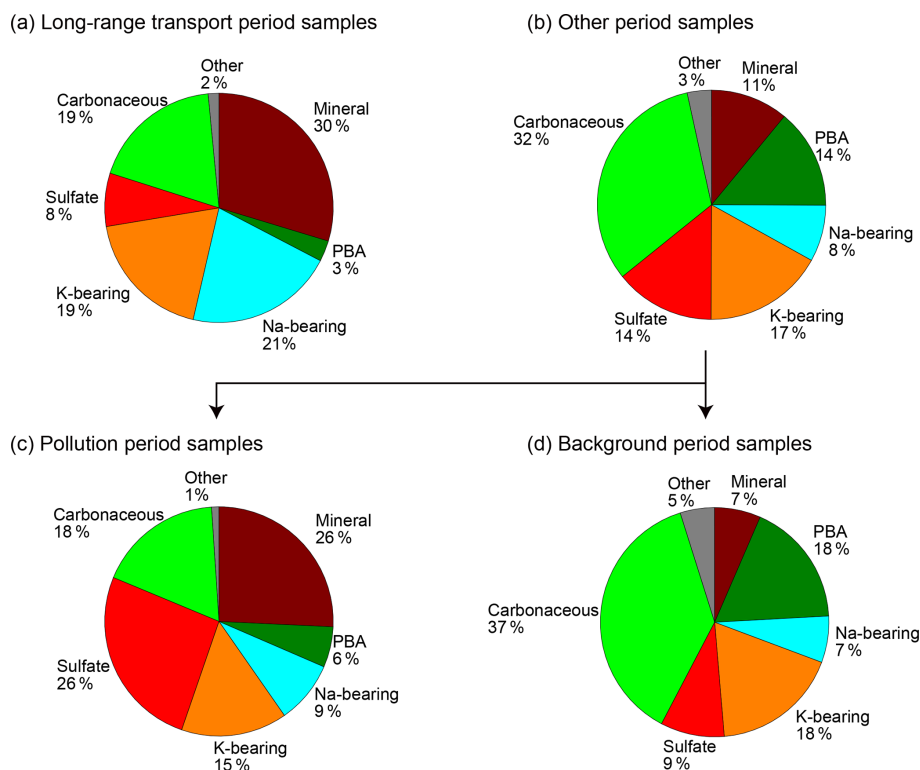 (a) Long-range transport period samples
Other
2 %
Mineral
30 %
Carbonaceous
19 %
Sulfate
8 %
PBA
3 %
K-bearing
19 %
Na-bearing
21 %
(b) Other period samples
Other
3 %
Mineral
11%
Carbonaceous
32 %
PBA
14 %
Na-bearing
8 %
Sulfate
14 %
K-bearing
17 %
(c) Pollution period samples
Other
1%
Carbonaceous
18 %
Mineral
26 %
Sulfate
26 %
PBA
6 %
Na-bearing
9 %
K-bearing
15 %
(d) Background period samples
Other
5 %
Mineral
7 %
PBA
18 %
Carbonaceous
37 %
Na-bearing
7 %
K-bearing
18 %
Sulfate
9 %